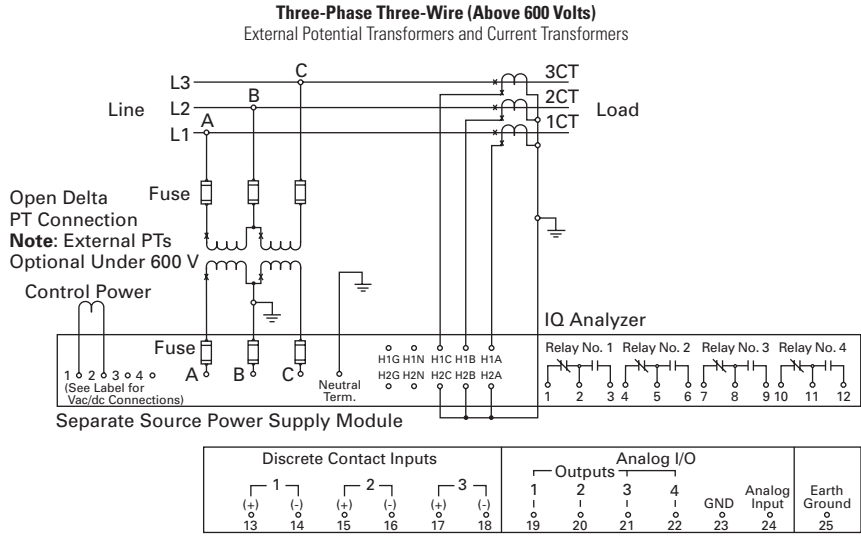 Three-Phase Three-Wire (Above 600 Volts)
External Potential Transformers and Current Transformers
C
3CT
L3
B
2CT
Line
L2
Load
A
1CT
L1
Fuse
Open Delta
PT Connection
Note: External PTs
Optional Under 600 V
Control Power
IQ Analyzer
Fuse
H1G H1N H1C H1B H1A
Relay No. 1 Relay No. 2 Relay No. 3 Relay No. 4
1 2 3 4
A B C
H2G H2N H2C H2B H2A
(See Label for
Vac/dc Connections)
Neutral
Term.
1 2 3 4 5 6 7 8 9 10 11 12
Separate Source Power Supply Module
Discrete Contact Inputs
Analog I/O
Outputs
1 2 3
1 2 3 4
(+) (-) (+) (-) (+) (-)
GND
Analog
Input
Earth
Ground
13 14 15 16 17 18 19 20 21 22 23 24 25